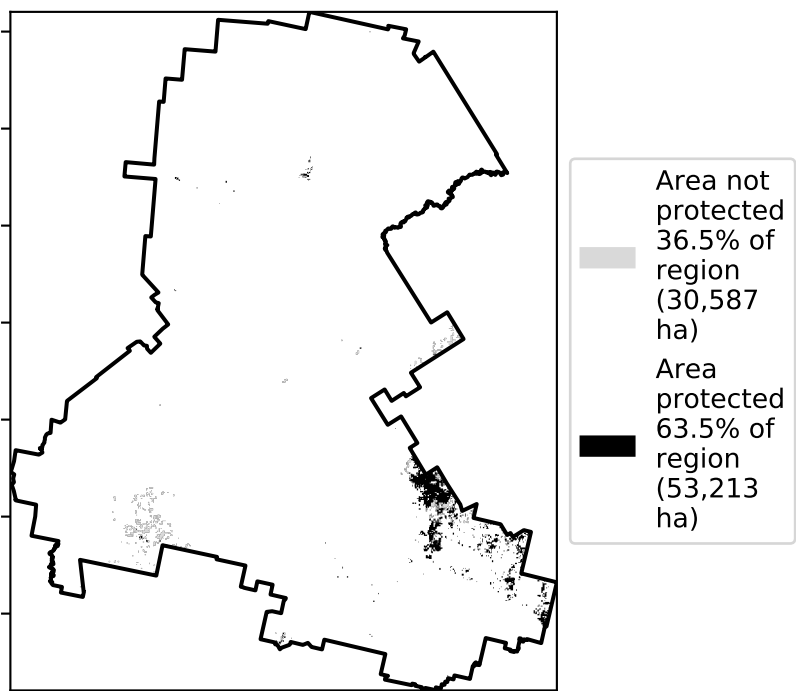 Area not
protected
36.5% of
region
(30,587
ha)
Area
protected
63.5% of
region
(53,213
ha)